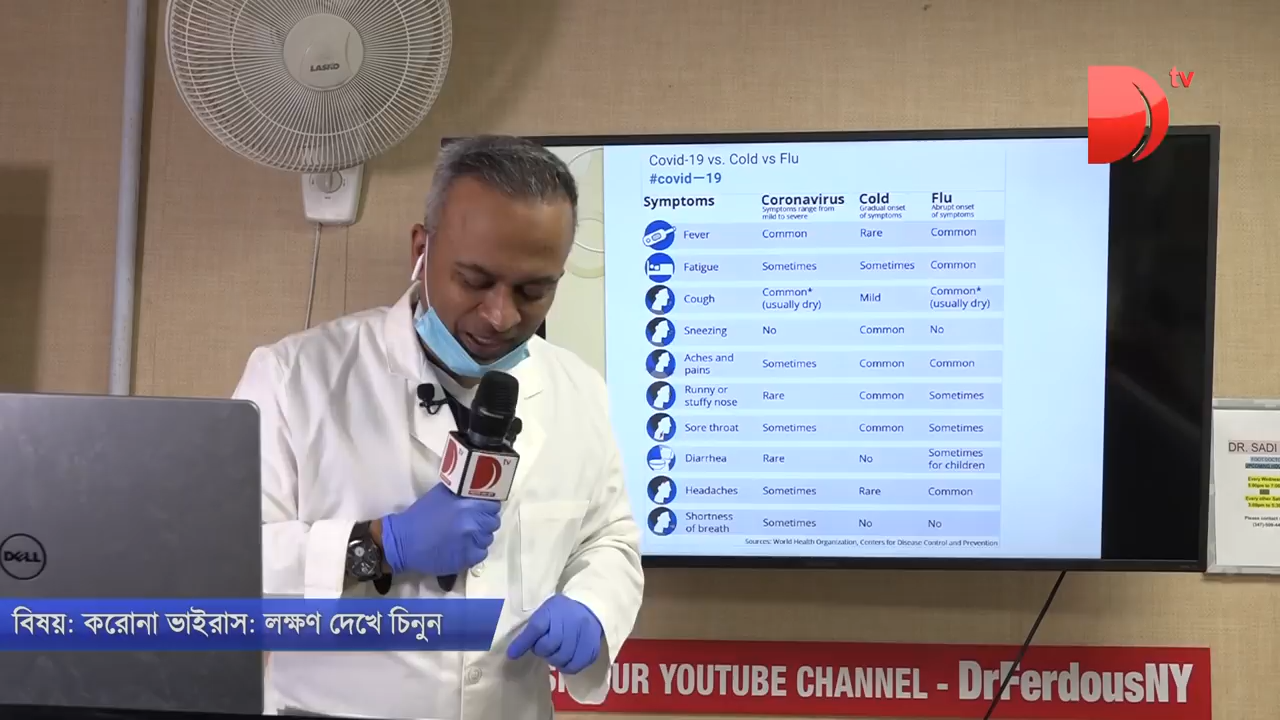 LASKO
tv
Covid-19 vs. Cold vs Flu
#covid—19
Symptoms Coronavirus Cold Flu
Symptoms range from mild to severe
Gradual onset of symptoms
Abrupt onset of symptoms
Fever Common Rare Common
Fatigue Sometimes Sometimes Common
Cough Common* (usually dry) Mild Common* (usually dry)
Sneezing No Common No
Aches and pains Sometimes Common Common
Runny or stuffy nose Rare Common Sometimes
Sore throat Sometimes Common Sometimes
Diarrhea Rare No Sometimes for children
Headaches Sometimes Rare Common
Shortness of breath Sometimes No No
Sources: World Health Organization, Centers for Disease Control and Prevention
DR. SADI
tv
DELL
বিষয়: করোনা ভাইরাস: লক্ষণ দেখে চিনুন
UR YOUTUBE CHANNEL - DrFerdousNY